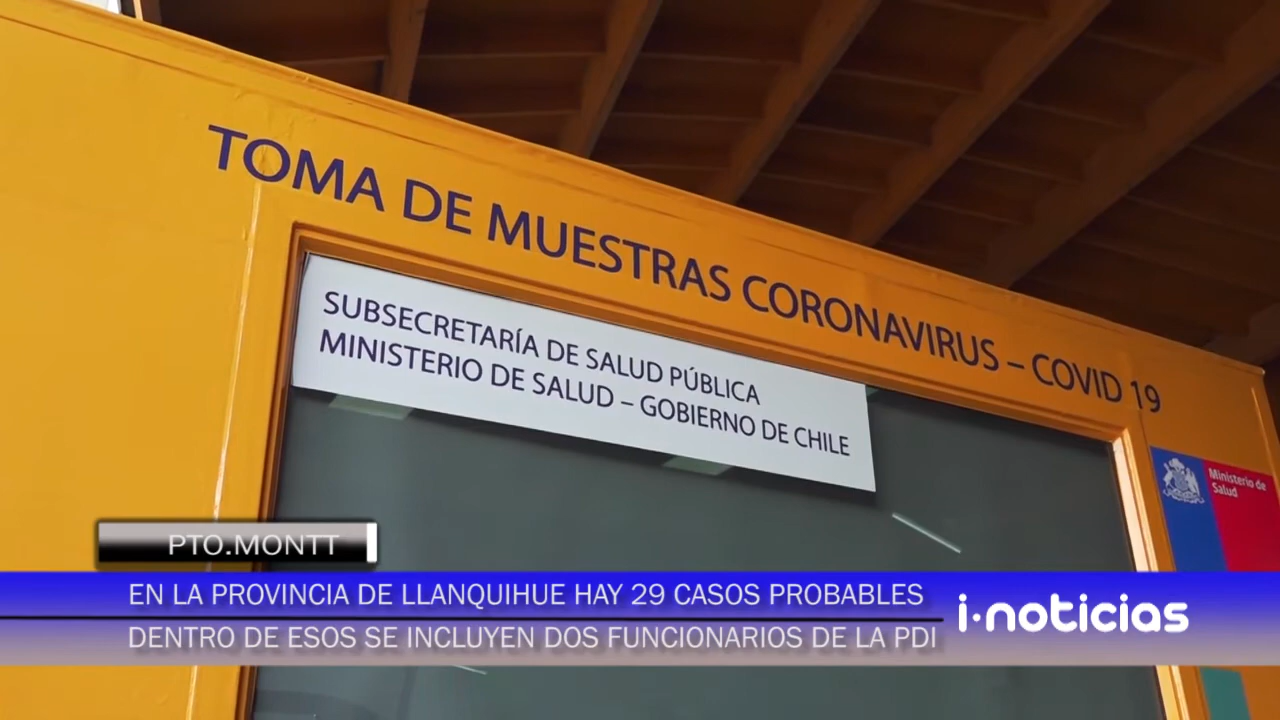 TOMA DE MUESTRAS CORONAVIRUS – COVID 19
SUBSECRETARÍA DE SALUD PÚBLICA
MINISTERIO DE SALUD – GOBIERNO DE CHILE
Ministerio de
Salud
PTO.MONTT
EN LA PROVINCIA DE LLANQUIHUE HAY 29 CASOS PROBABLES
DENTRO DE ESOS SE INCLUYEN DOS FUNCIONARIOS DE LA PDI
i·noticias